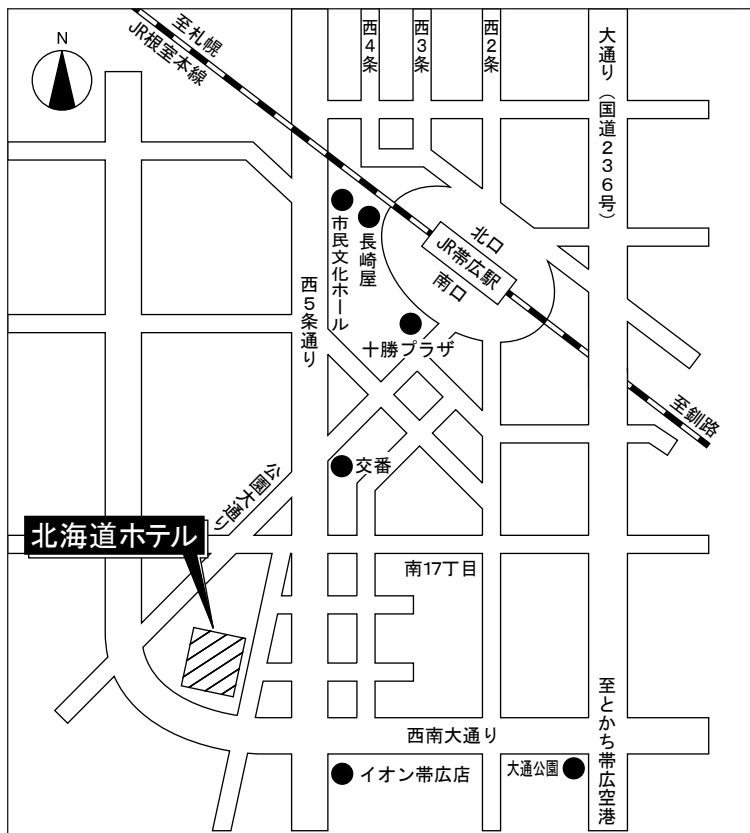 N
至札幌
JR根室本線
西4条
西3条
西2条
大通り（国道236号）
北口
JR帯広駅
南口
市民文化ホール
長崎屋
西5条通り
十勝プラザ
至釧路
交番
公園大通り
北海道ホテル
南17丁目
西南大通り
至とかち帯広空港
イオン帯広店
大通公園